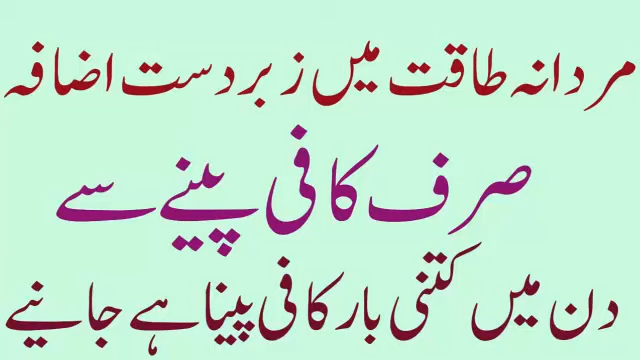 مردانہ طاقت میں زبردست اضافہ
صرف کافی پینے سے
دن میں کتنی بار کافی پینا ہے جانیے